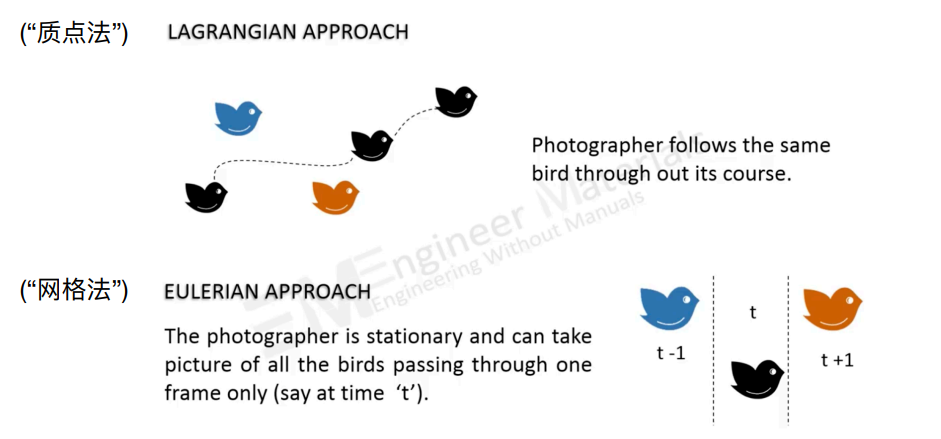 (“质点法”) LAGRANGIAN APPROACH
Photographer follows the same
bird through out its course.
Engineer Materials
Engineering Without Manuals
(“网格法”) EULERIAN APPROACH
The photographer is stationary and can take
picture of all the birds passing through one
frame only (say at time ‘t’).
t
t -1
t +1